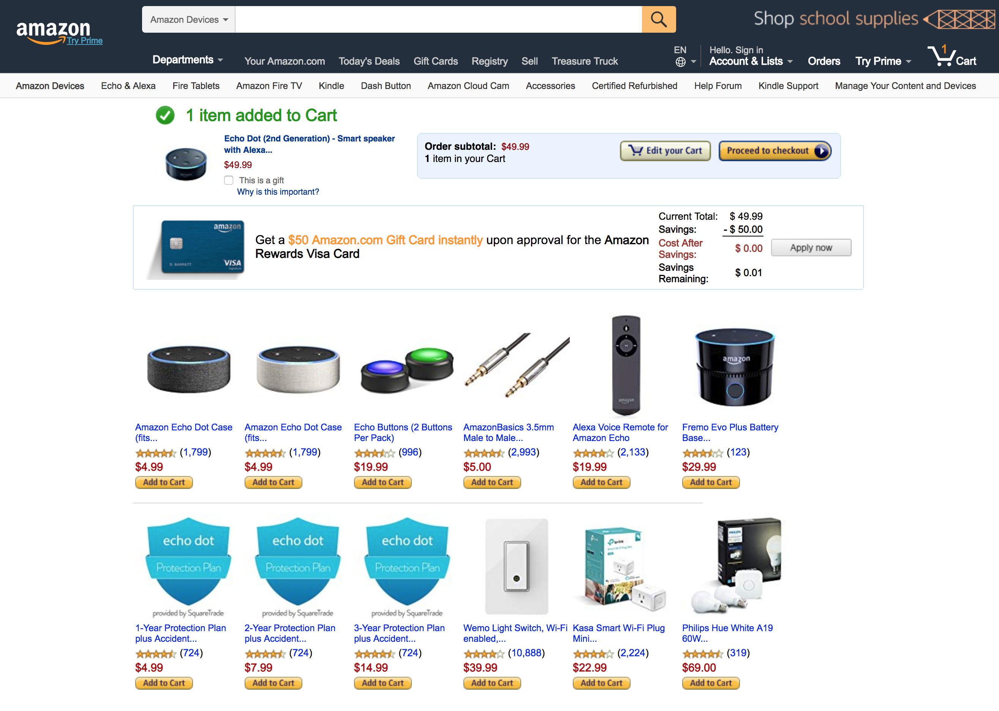 amazon
Try Prime
Amazon Devices
Shop school supplies
Departments
Your Amazon.com
Today's Deals
Gift Cards
Registry
Sell
Treasure Truck
EN
Hello. Sign in
Account & Lists
Orders
Try Prime
1
Cart
Amazon Devices
Echo & Alexa
Fire Tablets
Amazon Fire TV
Kindle
Dash Button
Amazon Cloud Cam
Accessories
Certified Refurbished
Help Forum
Kindle Support
Manage Your Content and Devices
1 item added to Cart
Echo Dot (2nd Generation) - Smart speaker
with Alexa...
$49.99
This is a gift
Why is this important?
Order subtotal: $49.99
1 item in your Cart
Edit your Cart
Proceed to checkout
amazon
D. BARRETT
VISA
Signature
Get a $50 Amazon.com Gift Card instantly upon approval for the Amazon
Rewards Visa Card
Current Total: $ 49.99
Savings: - $ 50.00
Cost After
Savings: $ 0.00
Savings
Remaining: $ 0.01
Apply now
amazon
amazon
Amazon Echo Dot Case
(fits...
(1,799)
$4.99
Add to Cart
Amazon Echo Dot Case
(fits...
(1,799)
$4.99
Add to Cart
Echo Buttons (2 Buttons
Per Pack)
(996)
$19.99
Add to Cart
AmazonBasics 3.5mm
Male to Male...
(2,993)
$5.00
Add to Cart
Alexa Voice Remote for
Amazon Echo
(2,133)
$19.99
Add to Cart
Fremo Evo Plus Battery
Base...
(123)
$29.99
Add to Cart
echo dot
Protection Plan
provided by SquareTrade
1-Year Protection Plan
plus Accident...
(724)
$4.99
Add to Cart
echo dot
Protection Plan
provided by SquareTrade
2-Year Protection Plan
plus Accident...
(724)
$7.99
Add to Cart
echo dot
Protection Plan
provided by SquareTrade
3-Year Protection Plan
plus Accident...
(724)
$14.99
Add to Cart
Wemo Light Switch, Wi-Fi
enabled,...
(10,888)
$39.99
Add to Cart
tp-link
Kasa Smart Wi-Fi Plug
Mini...
(2,224)
$22.99
Add to Cart
PHILIPS
Philips Hue White A19
60W...
(319)
$69.00
Add to Cart